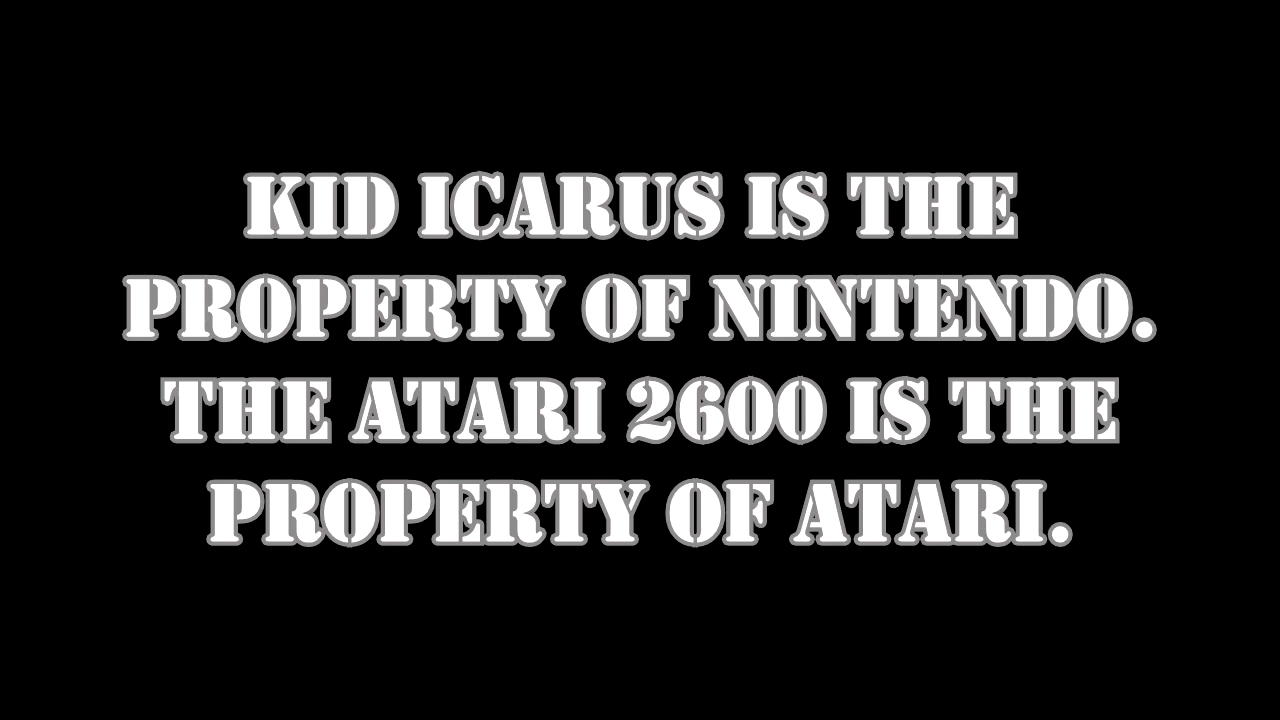 KID ICARUS IS THE
PROPERTY OF NINTENDO.
THE ATARI 2600 IS THE
PROPERTY OF ATARI.